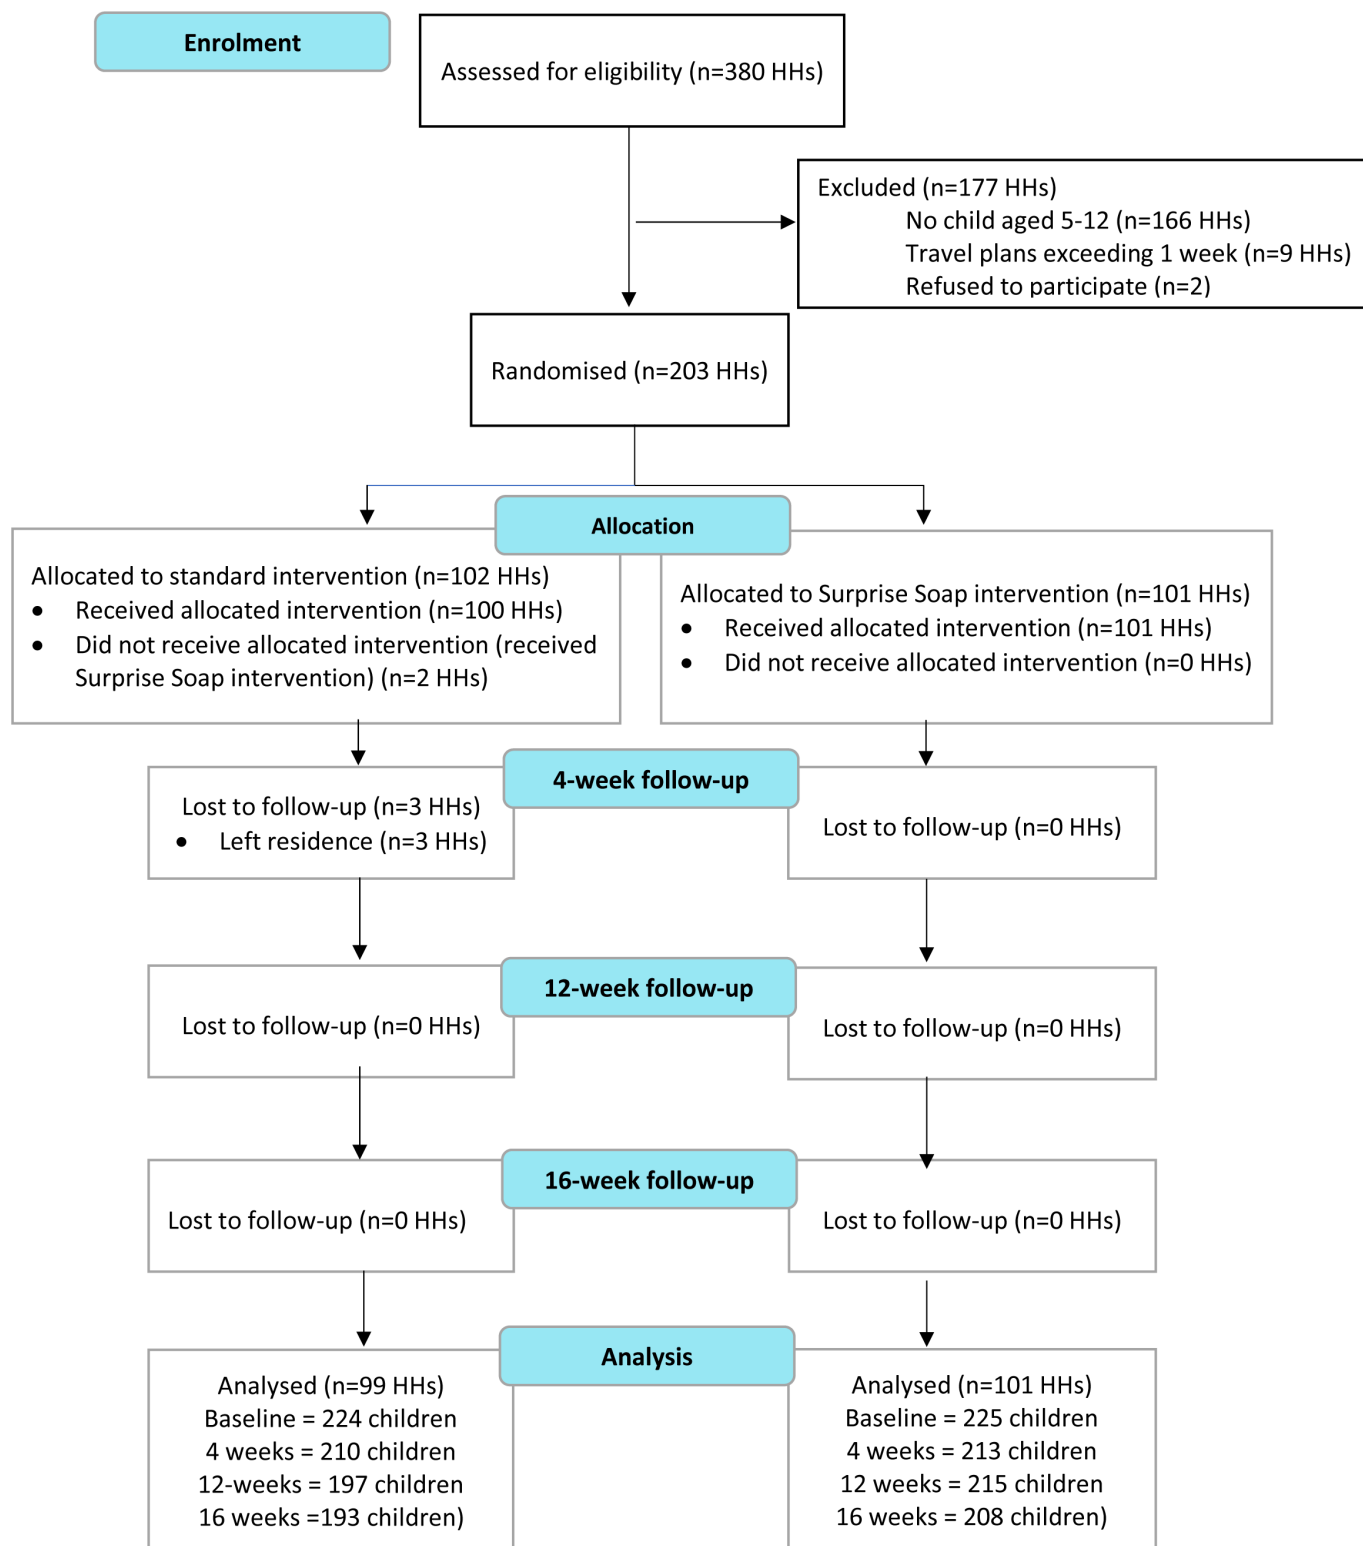 Enrolment
Assessed for eligibility (n=380 HHs)
Excluded (n=177 HHs)
No child aged 5-12 (n=166 HHs)
Travel plans exceeding 1 week (n=9 HHs)
Refused to participate (n=2)
Randomised (n=203 HHs)
Allocation
Allocated to standard intervention (n=102 HHs)
• Received allocated intervention (n=100 HHs)
• Did not receive allocated intervention (received
Surprise Soap intervention) (n=2 HHs)
Allocated to Surprise Soap intervention (n=101 HHs)
• Received allocated intervention (n=101 HHs)
• Did not receive allocated intervention (n=0 HHs)
4-week follow-up
Lost to follow-up (n=3 HHs)
• Left residence (n=3 HHs)
Lost to follow-up (n=0 HHs)
12-week follow-up
Lost to follow-up (n=0 HHs)
Lost to follow-up (n=0 HHs)
16-week follow-up
Lost to follow-up (n=0 HHs)
Lost to follow-up (n=0 HHs)
Analysis
Analysed (n=99 HHs)
Baseline = 224 children
4 weeks = 210 children
12-weeks = 197 children
16 weeks =193 children)
Analysed (n=101 HHs)
Baseline = 225 children
4 weeks = 213 children
12 weeks = 215 children
16 weeks = 208 children)